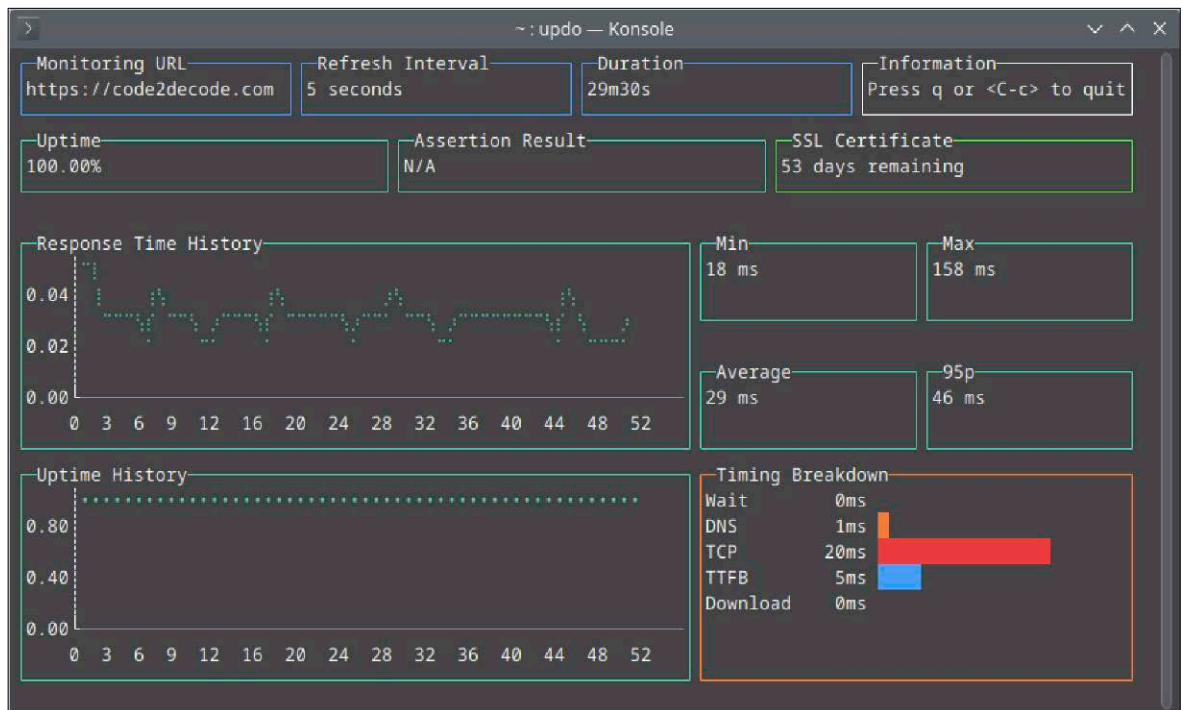 ~ : updo — Konsole
Monitoring URL Refresh Interval Duration Information
https://code2decode.com 5 seconds 29m30s Press q or <C-c> to quit
Uptime Assertion Result SSL Certificate
100.00% N/A 53 days remaining
Response Time History
0.04
0.02
0.00
0 3 6 9 12 16 20 24 28 32 36 40 44 48 52
Min Max
18 ms 158 ms
Average 95p
29 ms 46 ms
Uptime History
0.80
0.40
0.00
0 3 6 9 12 16 20 24 28 32 36 40 44 48 52
Timing Breakdown
Wait 0ms
DNS 1ms
TCP 20ms
TTFB 5ms
Download 0ms